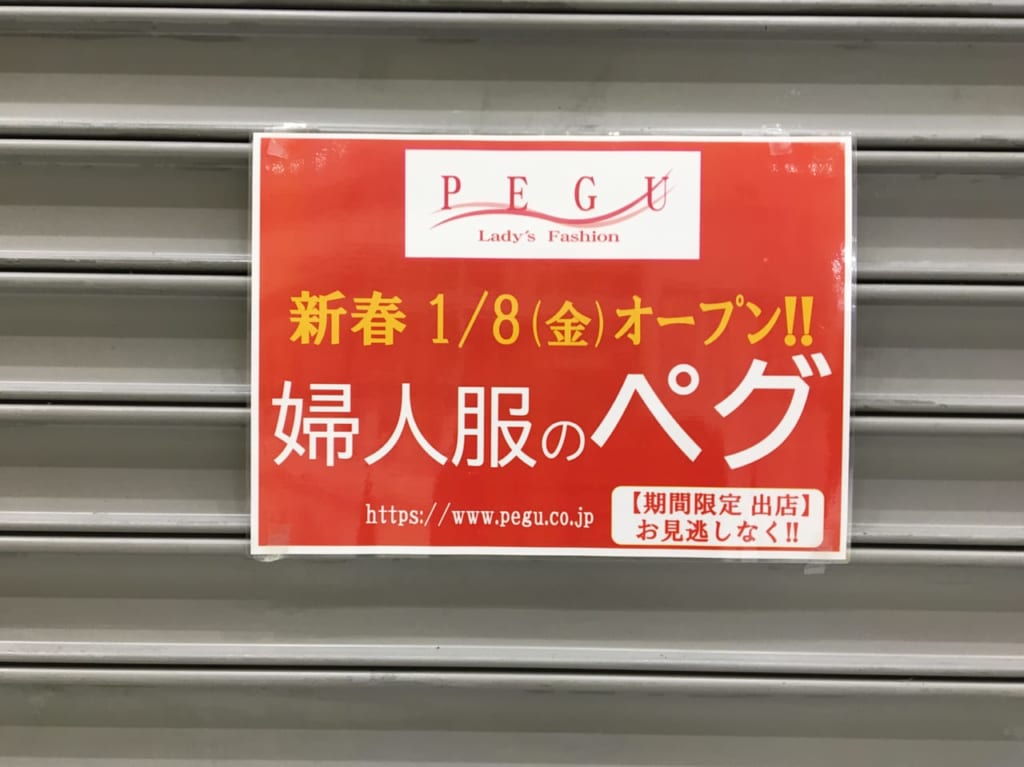 PEGU
Lady's Fashion
新春 1/8(金)オープン!!
婦人服のペグ
https://www.pegu.co.jp
【期間限定 出店】
お見逃しなく!!